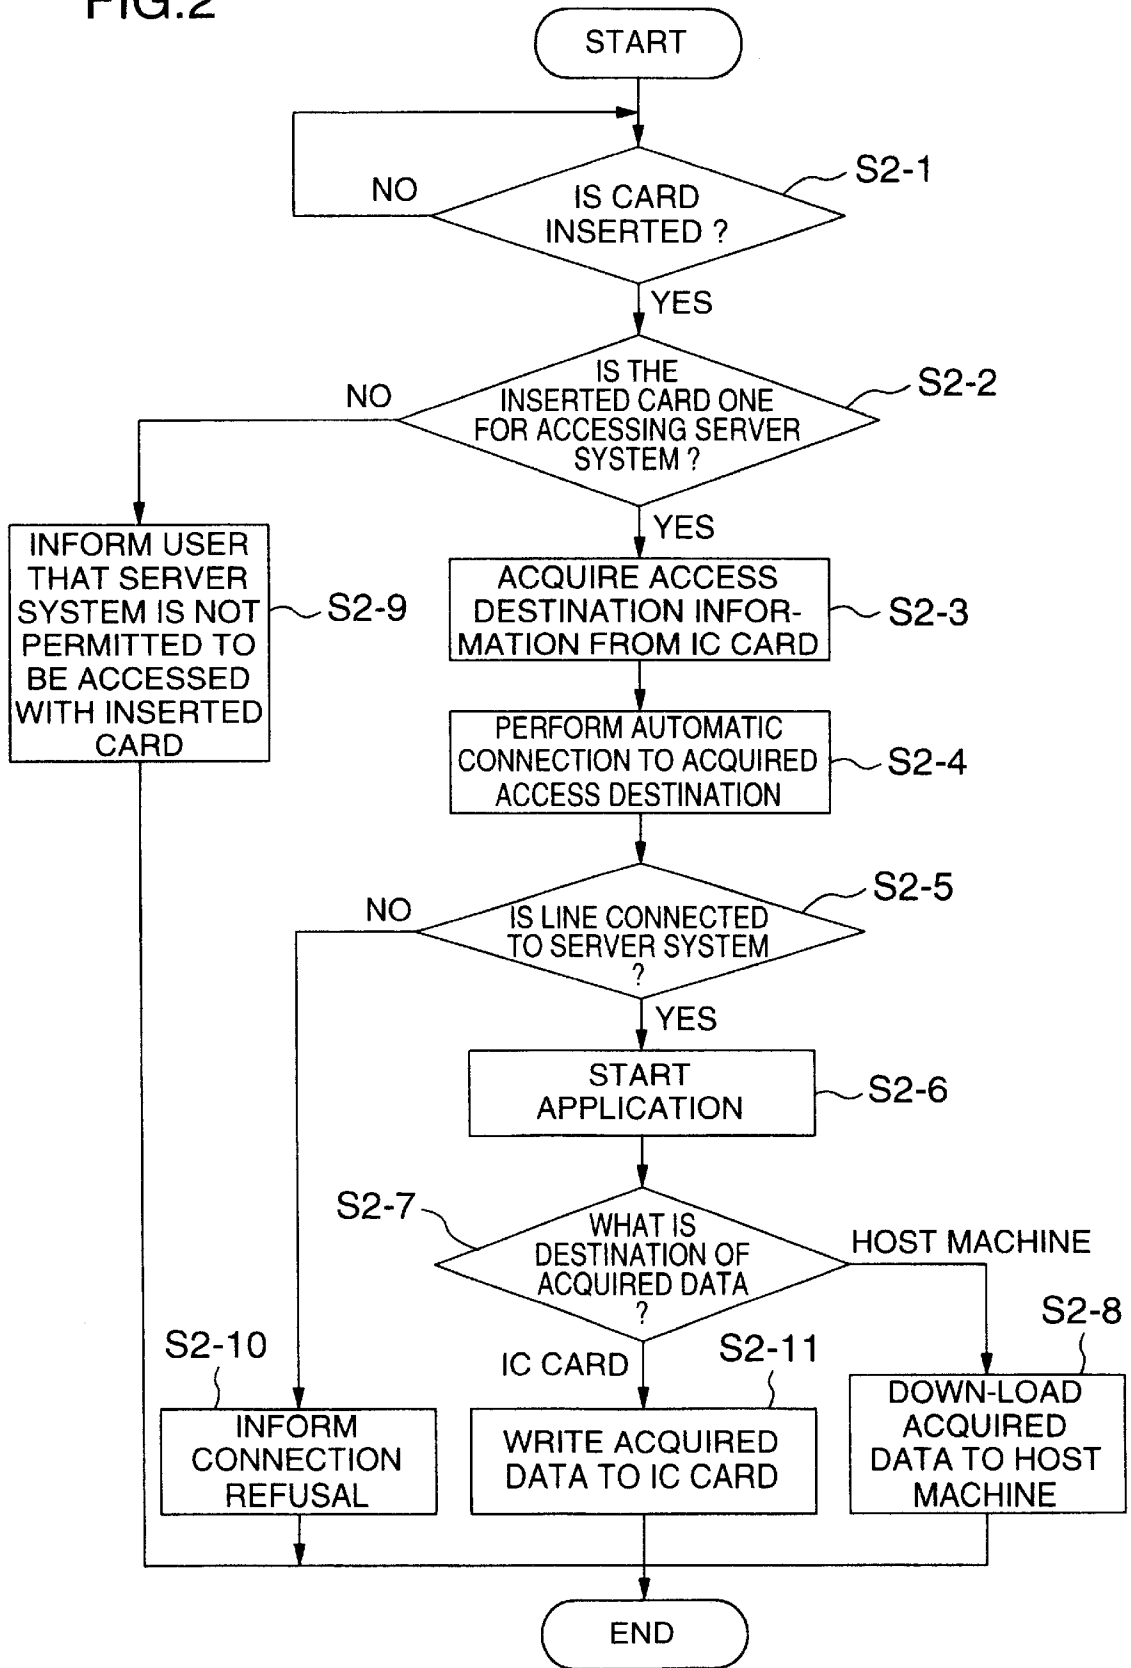 FIG.2
START
NO
IS CARD
INSERTED ?
S2-1
YES
NO
IS THE
INSERTED CARD ONE
FOR ACCESSING SERVER
SYSTEM ?
S2-2
YES
INFORM USER
THAT SERVER
SYSTEM IS NOT
PERMITTED TO
BE ACCESSED
WITH INSERTED
CARD
S2-9
ACQUIRE ACCESS
DESTINATION INFOR-
MATION FROM IC CARD
S2-3
PERFORM AUTOMATIC
CONNECTION TO ACQUIRED
ACCESS DESTINATION
S2-4
NO
IS LINE CONNECTED
TO SERVER SYSTEM
?
S2-5
YES
START
APPLICATION
S2-6
S2-7
WHAT IS
DESTINATION OF
ACQUIRED DATA
?
HOST MACHINE
IC CARD
S2-10
INFORM
CONNECTION
REFUSAL
S2-11
WRITE ACQUIRED
DATA TO IC CARD
S2-8
DOWN-LOAD
ACQUIRED
DATA TO HOST
MACHINE
END